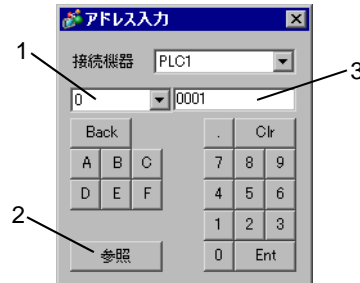 アドレス入力
1
接続機器 PLC1
3
0 0001
Back . Clr
A B C 7 8 9
D E F 4 5 6
2
1 2 3
参照 0 Ent